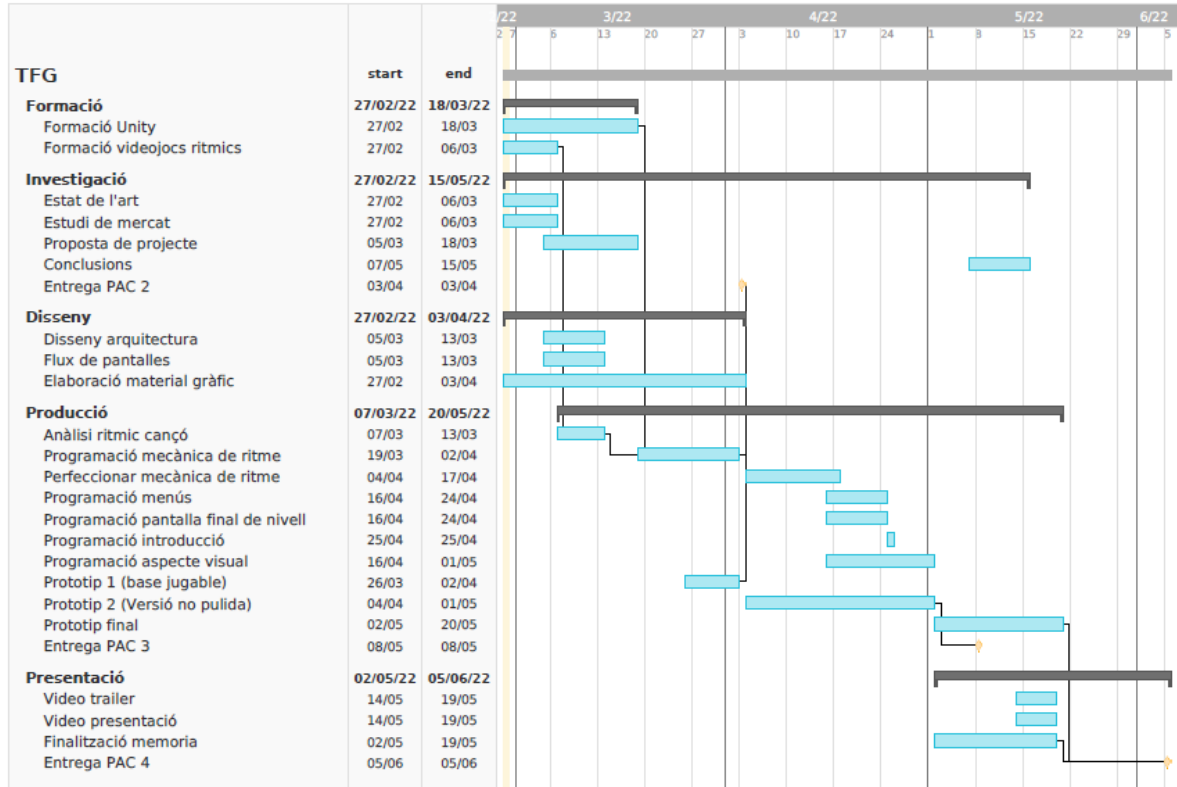 /22 3/22 4/22 5/22 6/22
2 7 6 13 20 27 3 10 17 24 1 8 15 22 29 5
TFG start end
Formació 27/02/22 18/03/22
Formació Unity 27/02 18/03
Formació videojocs ritmics 27/02 06/03
Investigació 27/02/22 15/05/22
Estat de l'art 27/02 06/03
Estudi de mercat 27/02 06/03
Proposta de projecte 05/03 18/03
Conclusions 07/05 15/05
Entrega PAC 2 03/04 03/04
Disseny 27/02/22 03/04/22
Disseny arquitectura 05/03 13/03
Flux de pantalles 05/03 13/03
Elaboració material gràfic 27/02 03/04
Producció 07/03/22 20/05/22
Anàlisi ritmic cançó 07/03 13/03
Programació mecànica de ritme 19/03 02/04
Perfeccionar mecànica de ritme 04/04 17/04
Programació menús 16/04 24/04
Programació pantalla final de nivell 16/04 24/04
Programació introducció 25/04 25/04
Programació aspecte visual 16/04 01/05
Prototip 1 (base jugable) 26/03 02/04
Prototip 2 (Versió no pulida) 04/04 01/05
Prototip final 02/05 20/05
Entrega PAC 3 08/05 08/05
Presentació 02/05/22 05/06/22
Video trailer 14/05 19/05
Video presentació 14/05 19/05
Finalització memoria 02/05 19/05
Entrega PAC 4 05/06 05/06